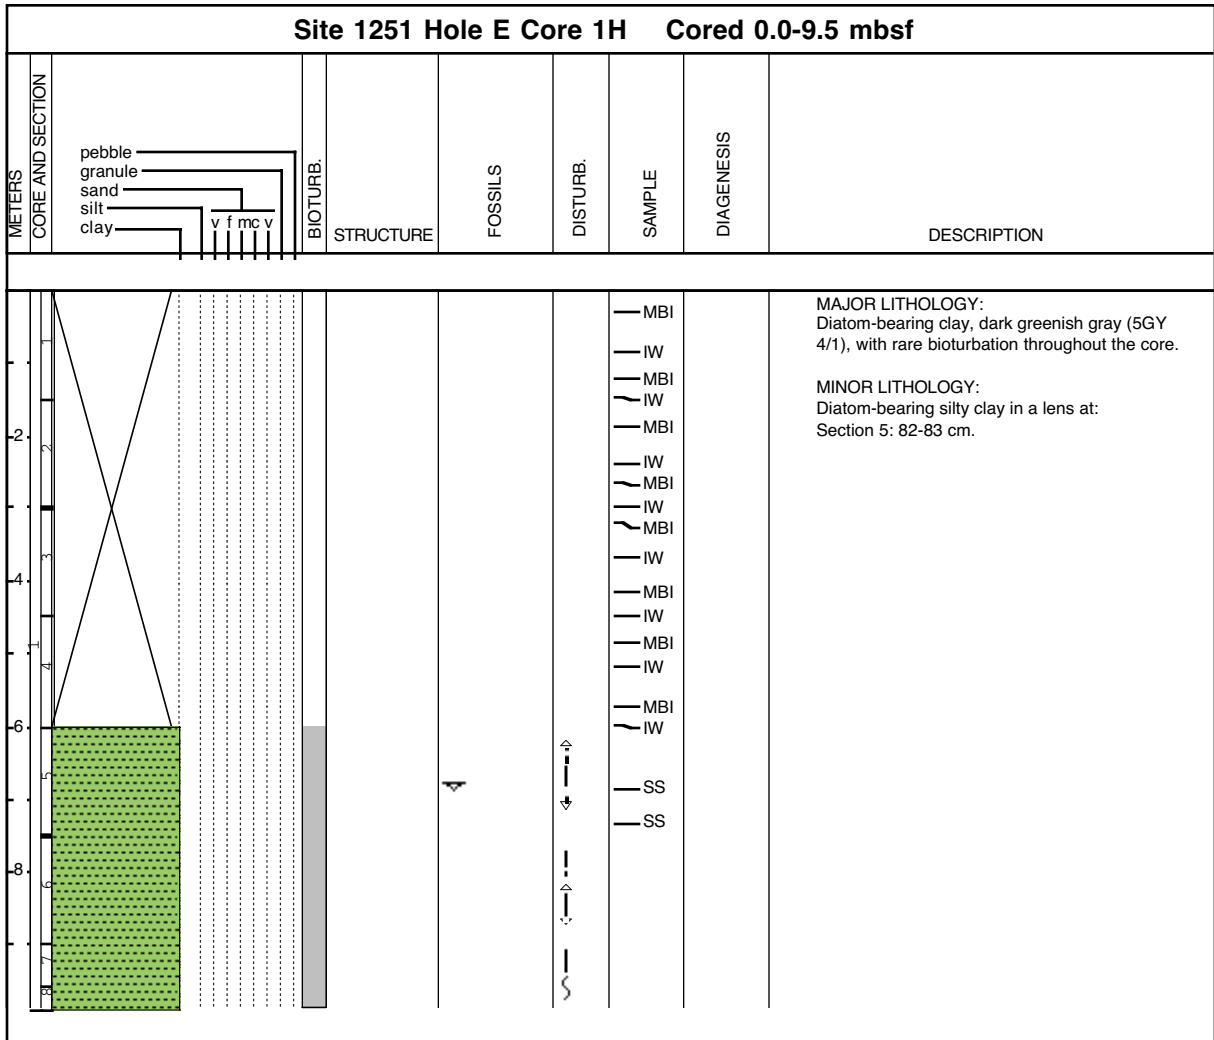 Site 1251 Hole E Core 1H Cored 0.0-9.5 mbsf
METERS
CORE AND SECTION
pebble
granule
sand
silt
clay
v f mc v
BIOTURB.
STRUCTURE
FOSSILS
DISTURB.
SAMPLE
DIAGENESIS
DESCRIPTION
MAJOR LITHOLOGY:
Diatom-bearing clay, dark greenish gray (5GY
4/1), with rare bioturbation throughout the core.
MINOR LITHOLOGY:
Diatom-bearing silty clay in a lens at:
Section 5: 82-83 cm.
2
4
6
8
1
1
2
3
4
5
6
7
8
MBI
IW
MBI
IW
MBI
IW
MBI
IW
MBI
IW
MBI
IW
MBI
IW
MBI
IW
SS
SS